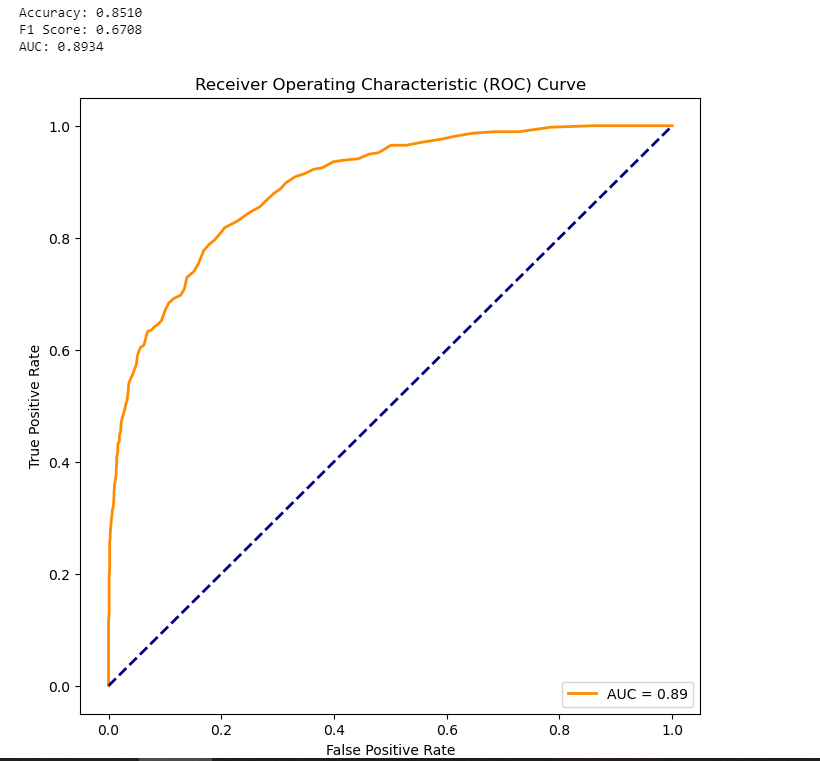 Accuracy: 0.8510
F1 Score: 0.6708
AUC: 0.8934
Receiver Operating Characteristic (ROC) Curve
True Positive Rate
1.0
0.8
0.6
0.4
0.2
0.0
AUC = 0.89
0.0 0.2 0.4 0.6 0.8 1.0
False Positive Rate